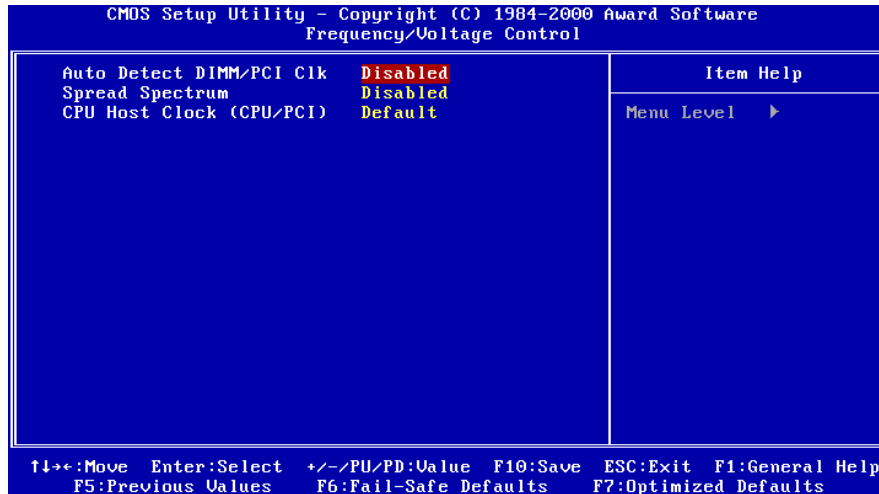 CMOS Setup Utility - Copyright (C) 1984-2000 Award Software
Frequency/Voltage Control
Auto Detect DIMM/PCI Clk Disabled
Spread Spectrum Disabled
CPU Host Clock (CPU/PCI) Default
Item Help
Menu Level ▶
↑↓→←:Move Enter:Select +/-/PU/PD:Value F10:Save ESC:Exit F1:General Help
F5:Previous Values F6:Fail-Safe Defaults F7:Optimized Defaults